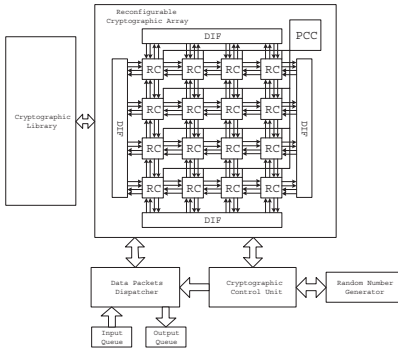 Reconfigurable
Cryptographic Array
DIF
PCC
RC RC RC RC
Cryptographic
Library
DIF
DIF
RC RC RC RC
RC RC RC RC
RC RC RC RC
DIF
Data Packets
Dispatcher
Cryptographic
Control Unit
Random Number
Generator
Input
Queue
Output
Queue